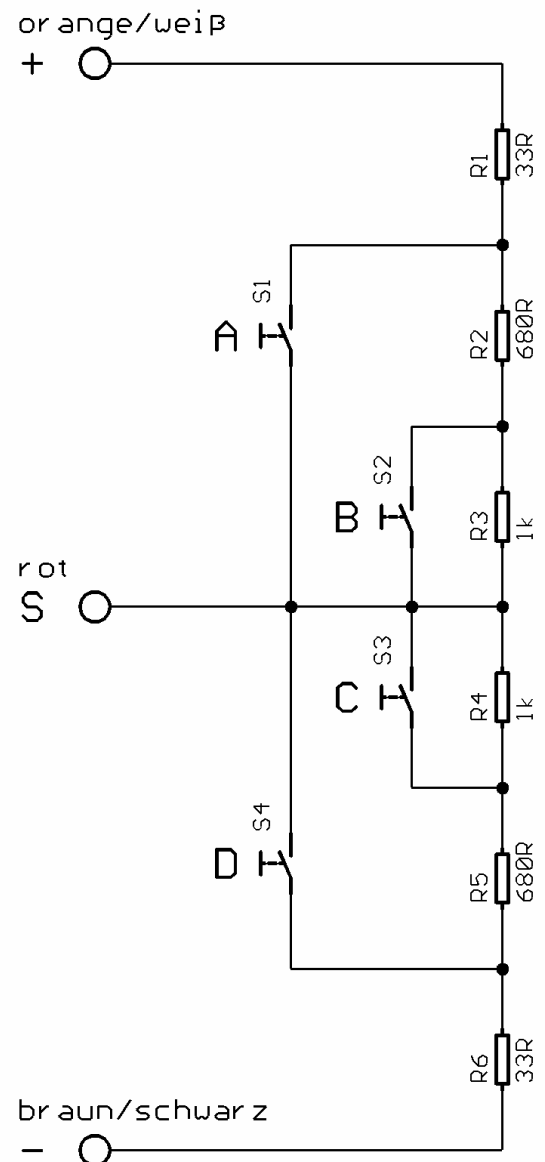 orange/weiß
+
R1
33R
S1
A
R2
680R
S2
B
R3
1k
rot
S
S3
C
R4
1k
S4
D
R5
680R
R6
33R
braun/schwarz
-